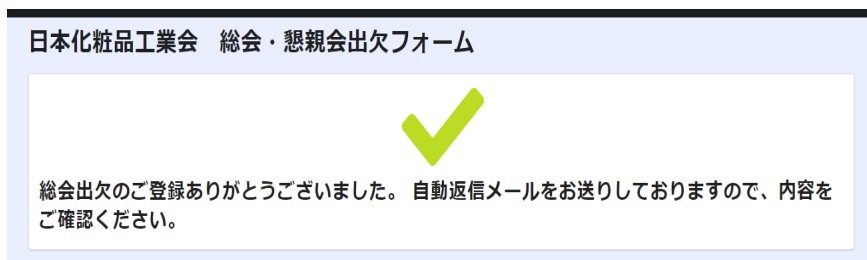 日本化粧品工業会　総会・懇親会出欠フォーム
総会出欠のご登録ありがとうございました。 自動返信メールをお送りしておりますので、内容を
ご確認ください。